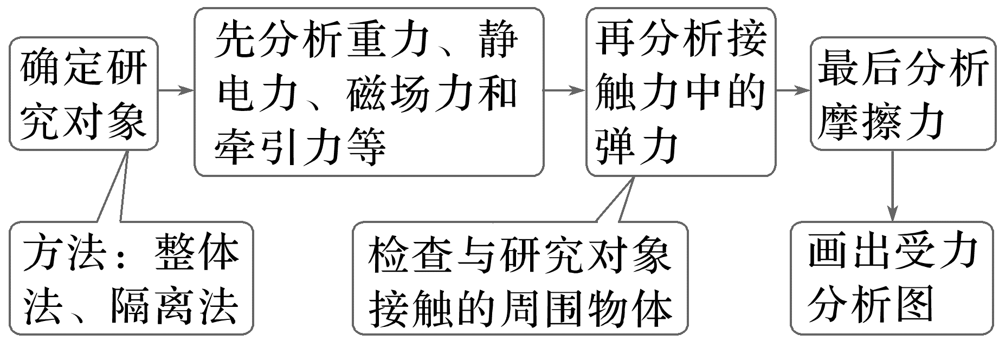 确定研
究对象
先分析重力、静
电力、磁场力和
牵引力等
再分析接
触力中的
弹力
最后分析
摩擦力
方法：整体
法、隔离法
检查与研究对象
接触的周围物体
画出受力
分析图